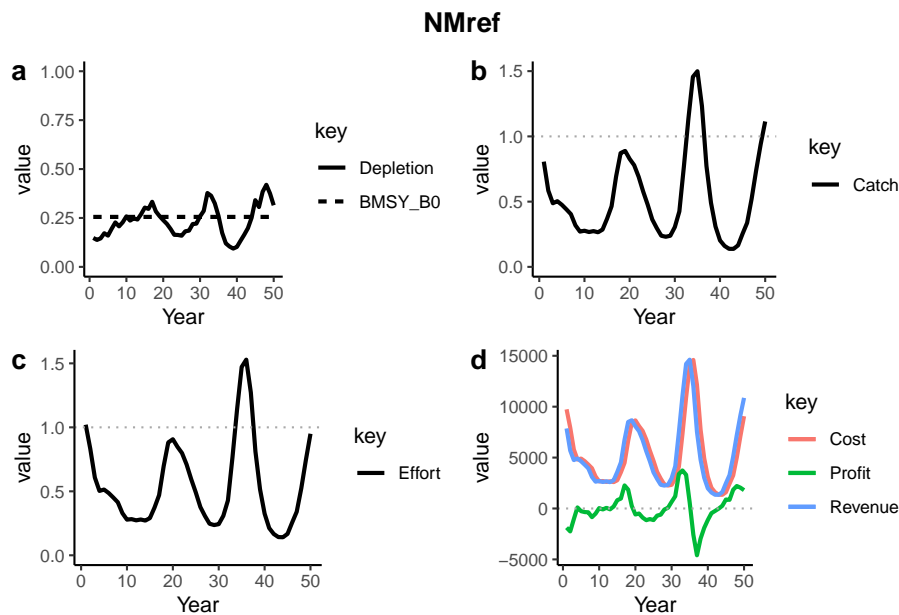 NMref
a
1.00
0.75
0.50
0.25
0.00
value
0 10 20 30 40 50
Year
key
Depletion
BMSY_B0
b
1.5
1.0
0.5
0.0
value
0 10 20 30 40 50
Year
key
Catch
c
1.5
1.0
0.5
0.0
value
0 10 20 30 40 50
Year
key
Effort
d
15000
10000
5000
0
−5000
value
0 10 20 30 40 50
Year
key
Cost
Profit
Revenue